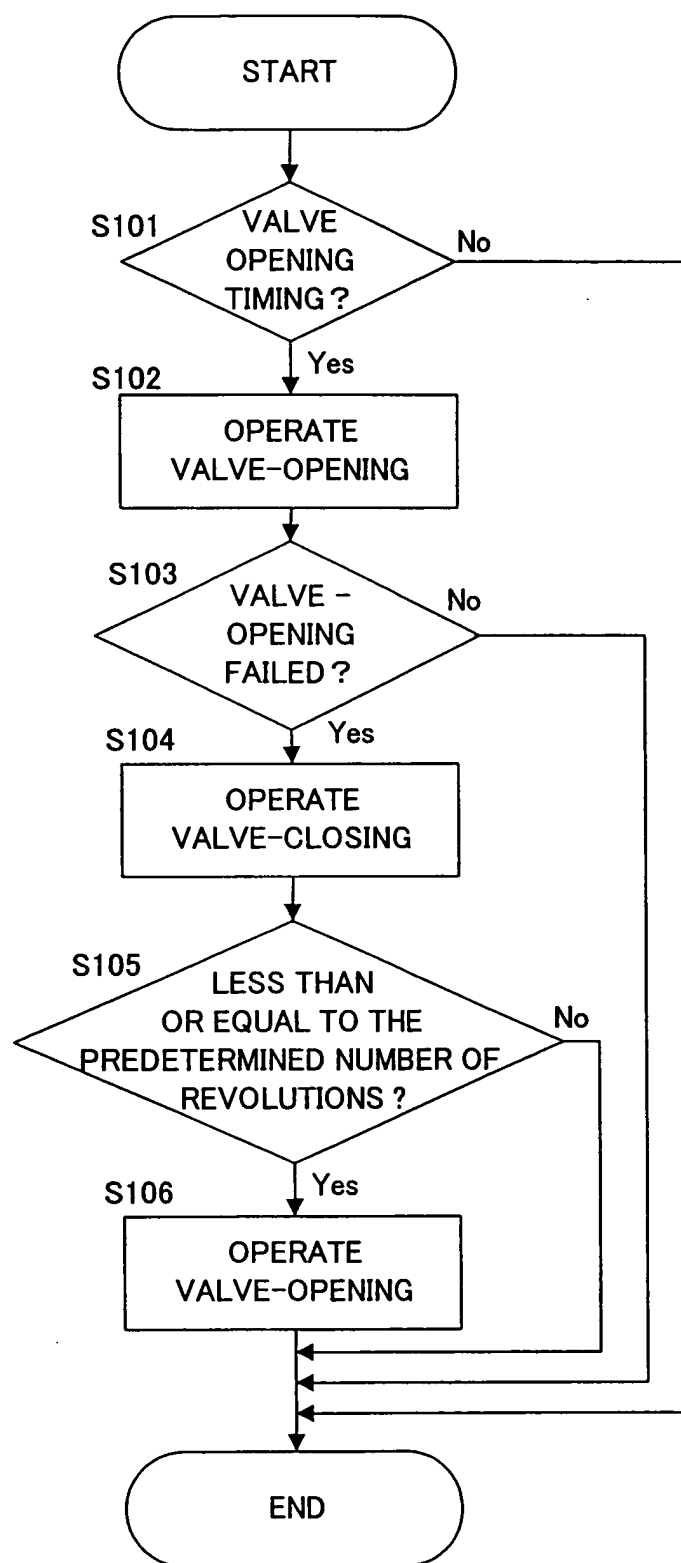 START
S101
VALVE
OPENING
TIMING?
No
Yes
S102
OPERATE
VALVE-OPENING
S103
VALVE-
OPENING
FAILED?
No
Yes
S104
OPERATE
VALVE-CLOSING
S105
LESS THAN
OR EQUAL TO THE
PREDETERMINED NUMBER OF
REVOLUTIONS?
No
Yes
S106
OPERATE
VALVE-OPENING
END